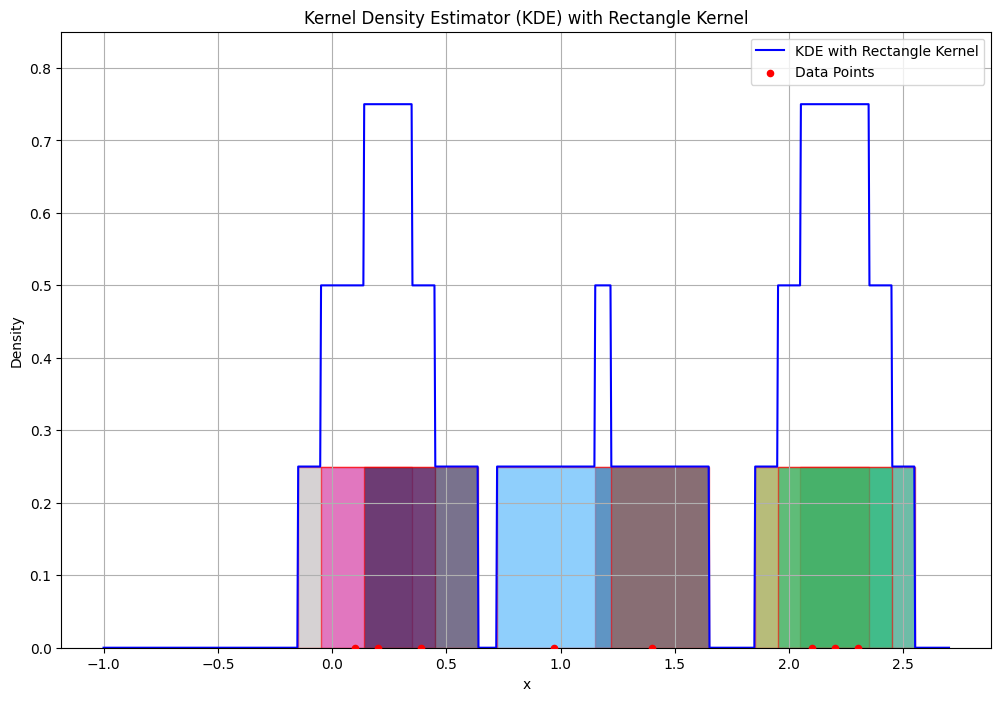 Kernel Density Estimator (KDE) with Rectangle Kernel
KDE with Rectangle Kernel
Data Points
0.8
0.7
0.6
0.5
0.4
0.3
0.2
0.1
0.0
Density
−1.0 −0.5 0.0 0.5 1.0 1.5 2.0 2.5
x